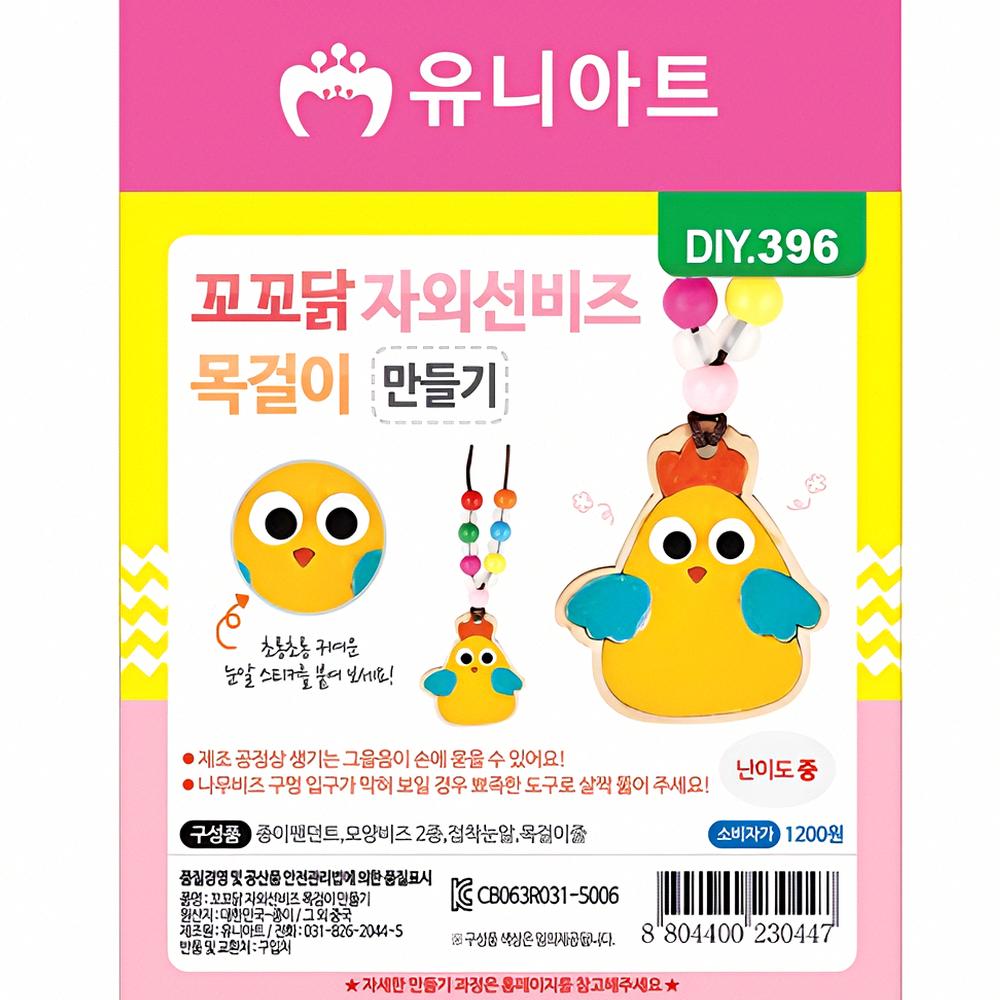 유니아트
DIY.396
꼬꼬닭 자외선비즈
목걸이 만들기
초롱초롱 귀여운
눈알 스티커를 붙여 보세요!
● 제조 공정상 생기는 그을음이 손에 묻을 수 있어요!
● 나무비즈 구멍 입구가 막혀 보일 경우 뾰족한 도구로 살짝 뚫어 주세요!
난이도 중
구성품 종이팬던트,모양비즈 2종,접착눈알,목걸이줄
소비자가 1200원
품질경영 및 공산품 안전관리법에 의한 품질표시
품명 : 꼬꼬닭 자외선비즈 목걸이 만들기
원산지 : 대한민국-종이 / 그 외 중국
제조원 : 유니아트 / 전화 : 031-826-2044~5
반품 및 교환처 : 구입처
CB063R031-5006
※ 구성품 색상은 임의제공됩니다.
8 804400 230447
★ 자세한 만들기 과정은 홈페이지를 참고해주세요 ★